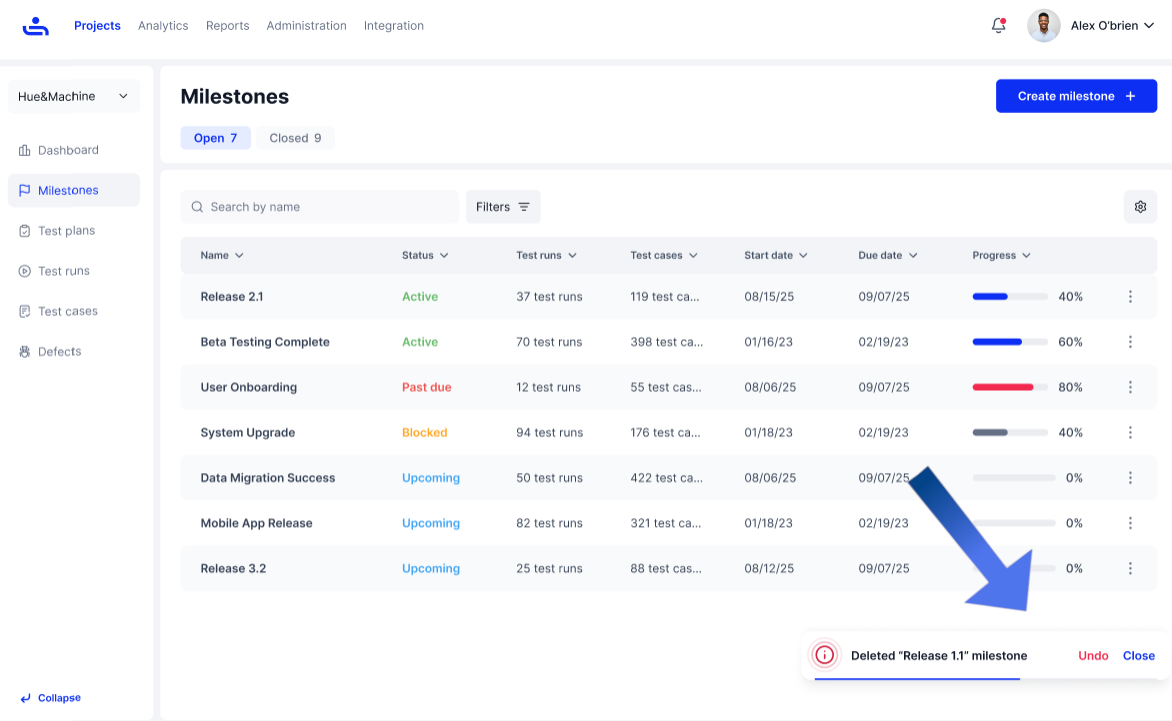 Projects Analytics Reports Administration Integration Alex O'brien
Hue&Machine
Dashboard
Milestones
Test plans
Test runs
Test cases
Defects
Collapse
Milestones
Create milestone +
Open 7 Closed 9
Search by name Filters
Name Status Test runs Test cases Start date Due date Progress
Release 2.1 Active 37 test runs 119 test ca... 08/15/25 09/07/25 40%
Beta Testing Complete Active 70 test runs 398 test ca... 01/16/23 02/19/23 60%
User Onboarding Past due 12 test runs 55 test cas... 08/06/25 09/07/25 80%
System Upgrade Blocked 94 test runs 176 test ca... 01/18/23 02/19/23 40%
Data Migration Success Upcoming 50 test runs 422 test ca... 08/06/25 09/07/25 0%
Mobile App Release Upcoming 82 test runs 321 test ca... 01/18/23 02/19/23 0%
Release 3.2 Upcoming 25 test runs 88 test cas... 08/12/25 09/07/25 0%
Deleted “Release 1.1” milestone Undo Close